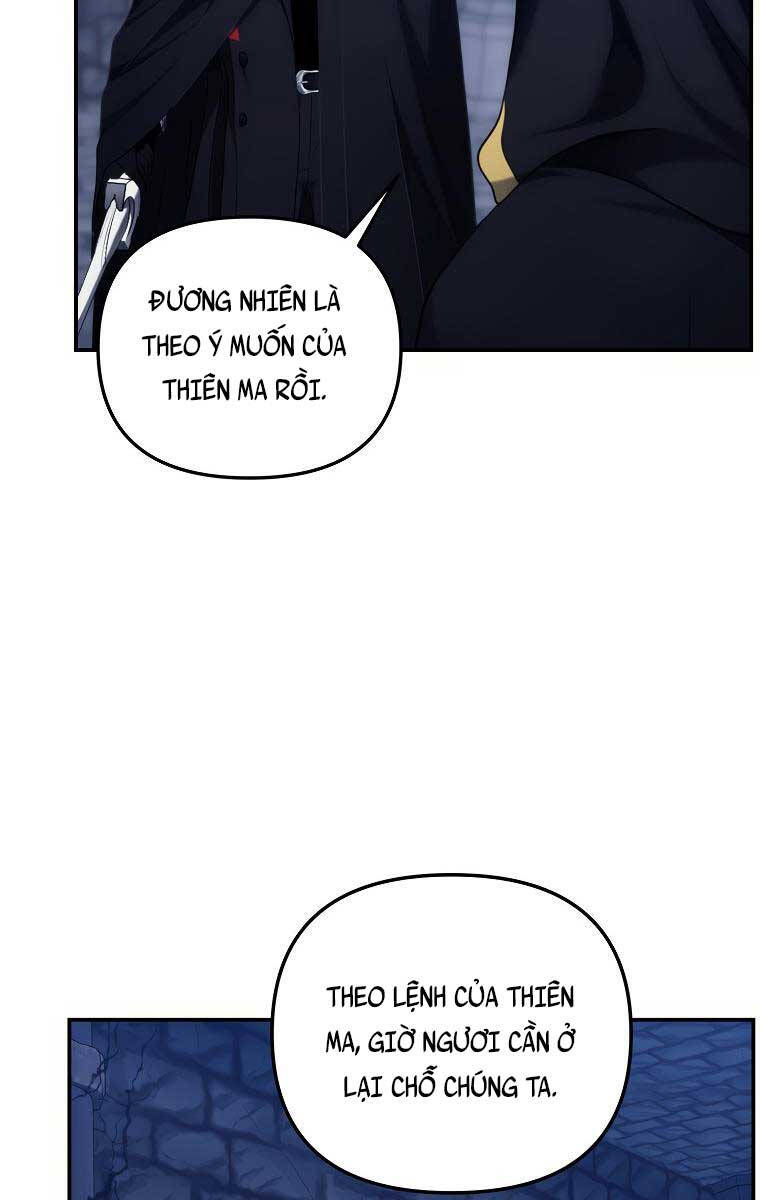 ĐƯƠNG NHIÊN LÀ
THEO Ý MUỐN CỦA
THIÊN MA RỒI.
THEO LỆNH CỦA THIÊN
MA, GIỜ NGƯƠI CẦN Ở
LẠI CHỖ CHÚNG TA.